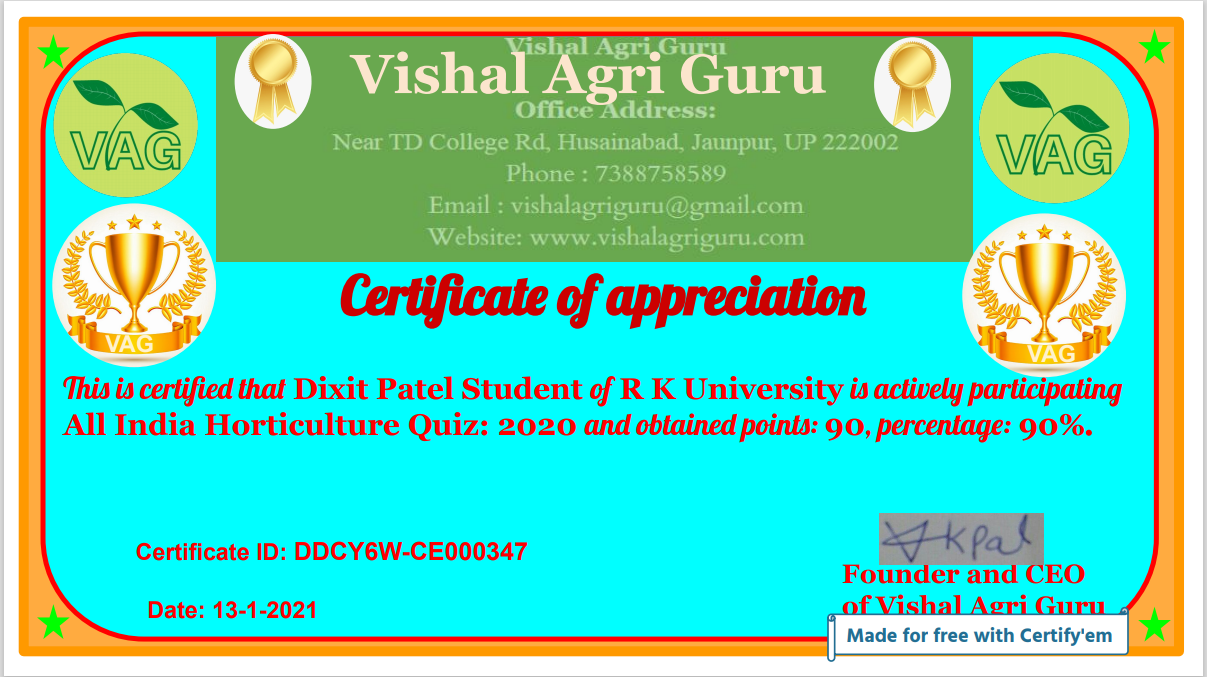 Vishal Agri Guru
Vishal Agri Guru
Office Address:
Near TD College Rd, Husainabad, Jaunpur, UP 222002
Phone : 7388758589
Email : vishalagriguru@gmail.com
Website: www.vishalagriguru.com
VAG
VAG
VAG
VAG
Certificate of appreciation
This is certified that Dixit Patel Student of R K University is actively participating
All India Horticulture Quiz: 2020 and obtained points: 90, percentage: 90%.
Certificate ID: DDCY6W-CE000347
Date: 13-1-2021
VKPal
Founder and CEO
of Vishal Agri Guru
Made for free with Certify'em